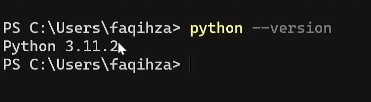 PS C:\Users\faqihza> python --version
Python 3.11.2
PS C:\Users\faqihza>